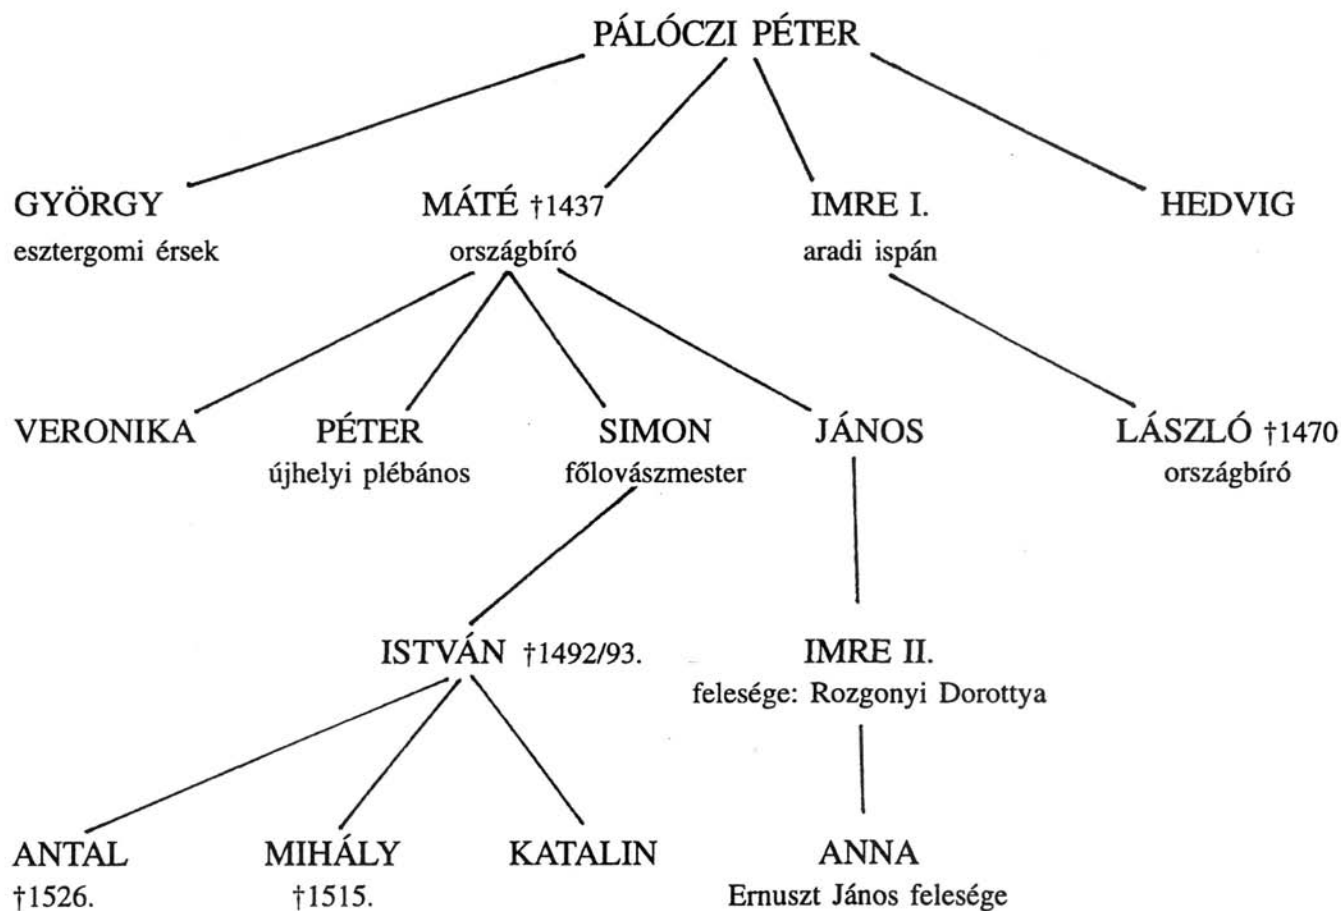 PÁLÓCZI PÉTER
GYÖRGY MÁTÉ †1437 IMRE I. HEDVIG
esztergomi érsek országbíró aradi ispán
VERONIKA PÉTER SIMON JÁNOS LÁSZLÓ †1470
újhelyi plébános főlovászmester országbíró
ISTVÁN †1492/93. IMRE II.
felesége: Rozgonyi Dorottya
ANTAL MIHÁLY KATALIN ANNA
†1526. †1515. Ernuszt János felesége